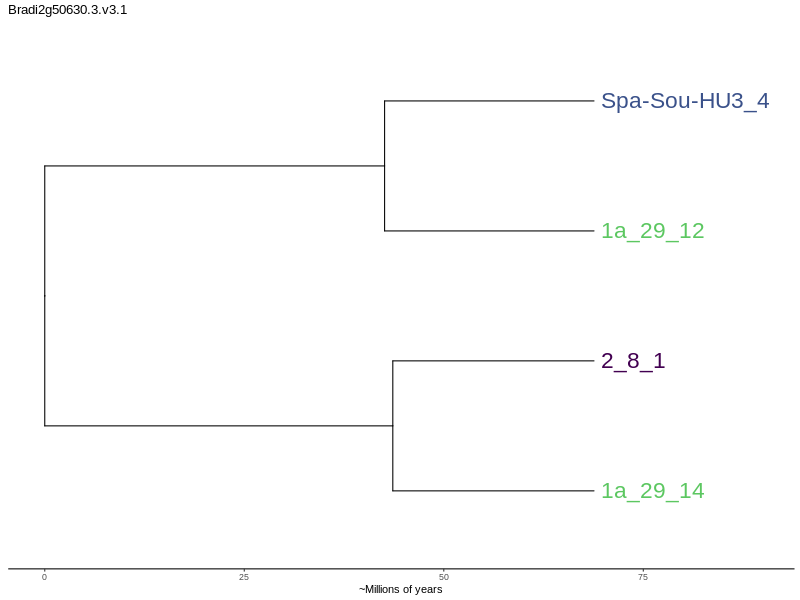 Bradi2g50630.3.v3.1
Spa-Sou-HU3_4
1a_29_12
2_8_1
1a_29_14
0 25 50 75
~Millions of years